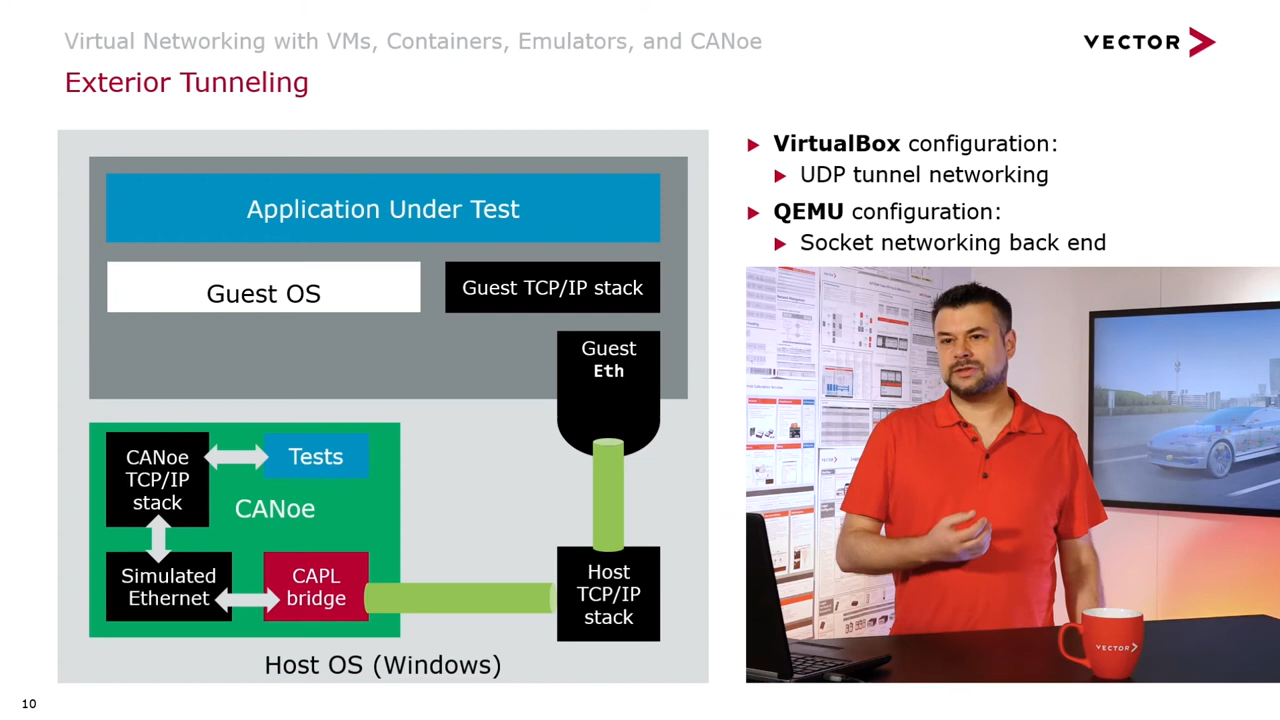 Virtual Networking with VMs, Containers, Emulators, and CANoe
VECTOR
Exterior Tunneling
Application Under Test
Guest OS
Guest TCP/IP stack
Guest
Eth
CANoe
TCP/IP
stack
Tests
CANoe
Simulated
Ethernet
CAPL
bridge
Host
TCP/IP
stack
Host OS (Windows)
VirtualBox configuration:
UDP tunnel networking
QEMU configuration:
Socket networking back end
VECTOR
10